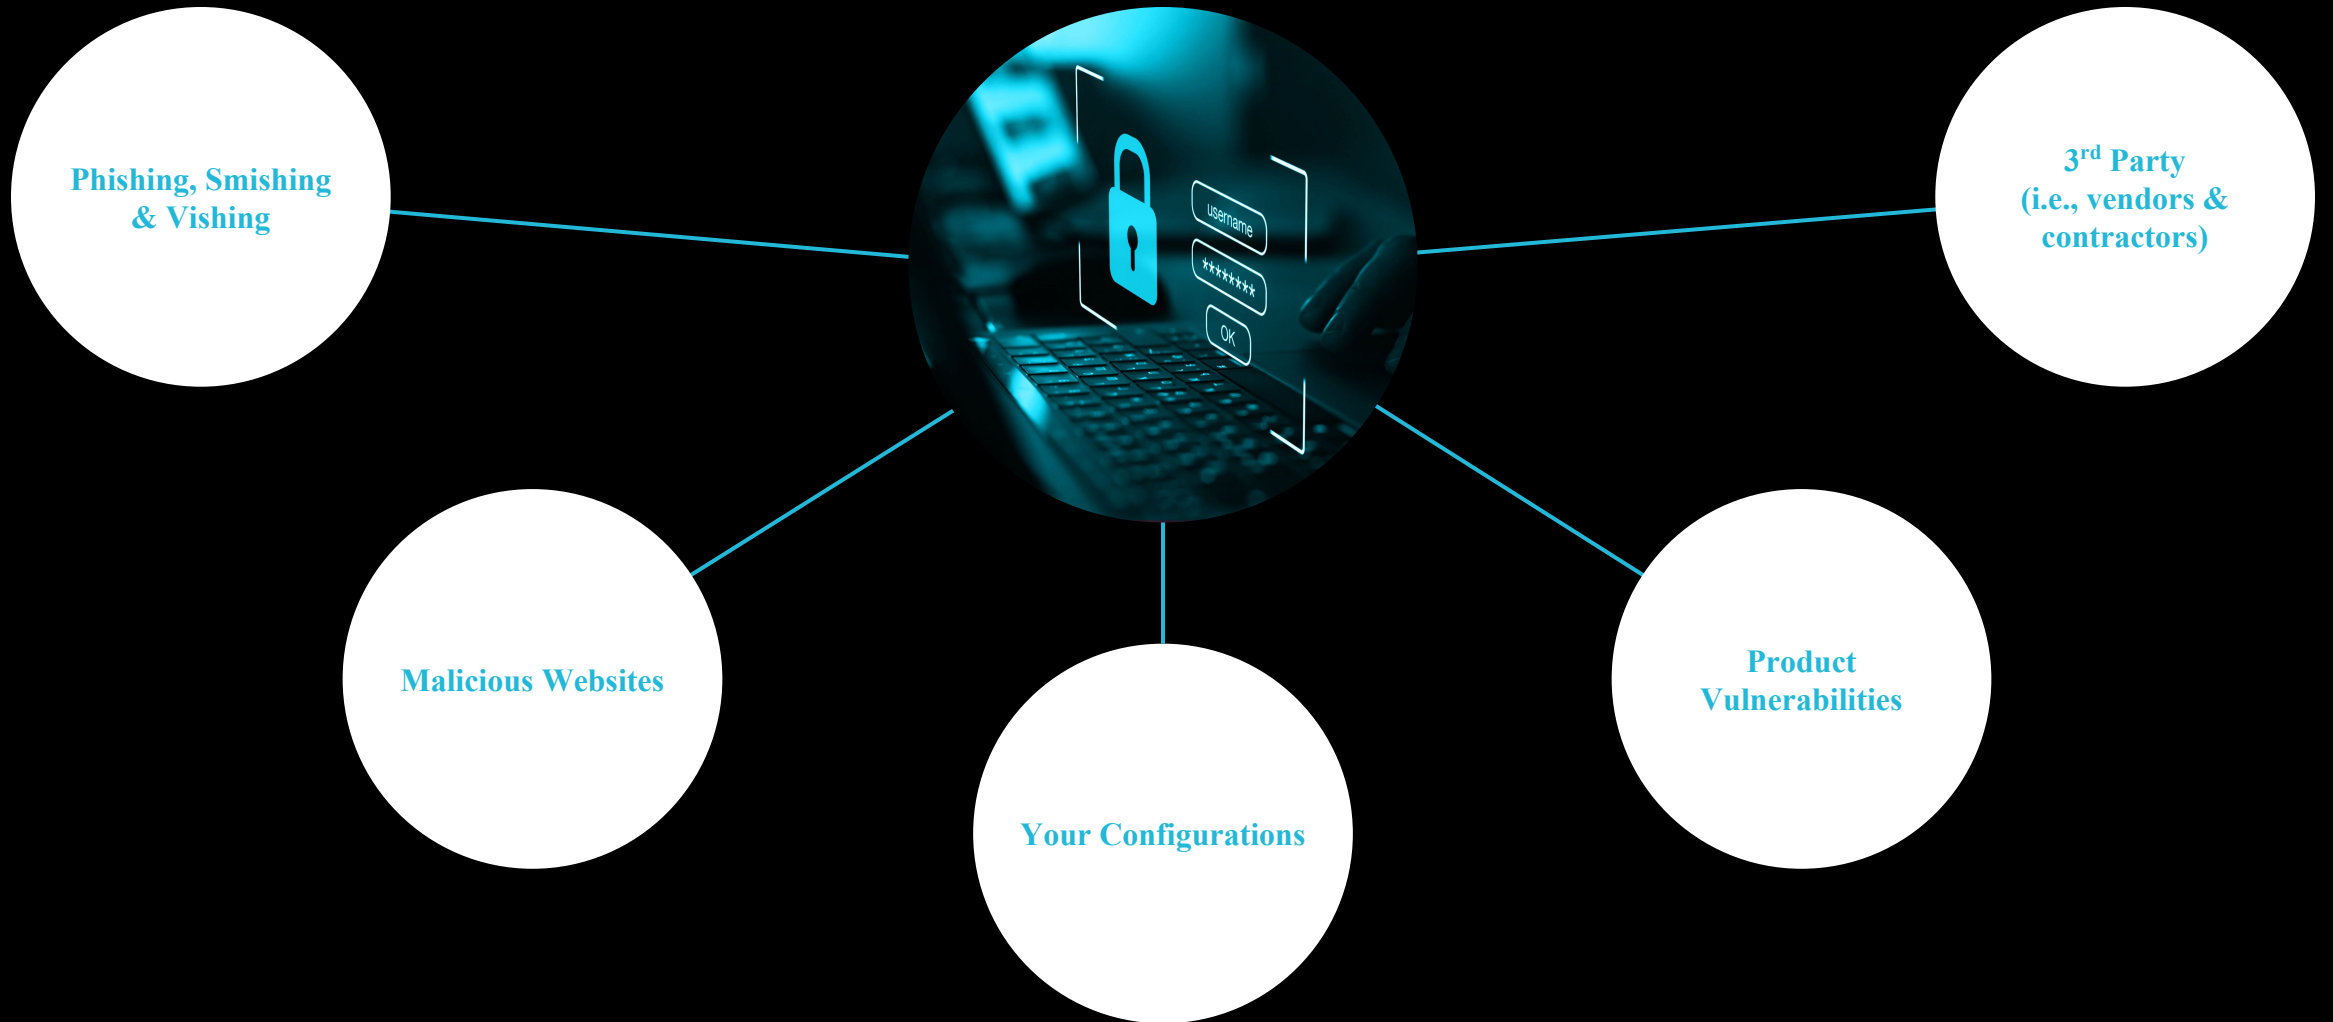 Phishing, Smishing
& Vishing
username
********
OK
3rd Party
(i.e., vendors &
contractors)
Malicious Websites
Product
Vulnerabilities
Your Configurations